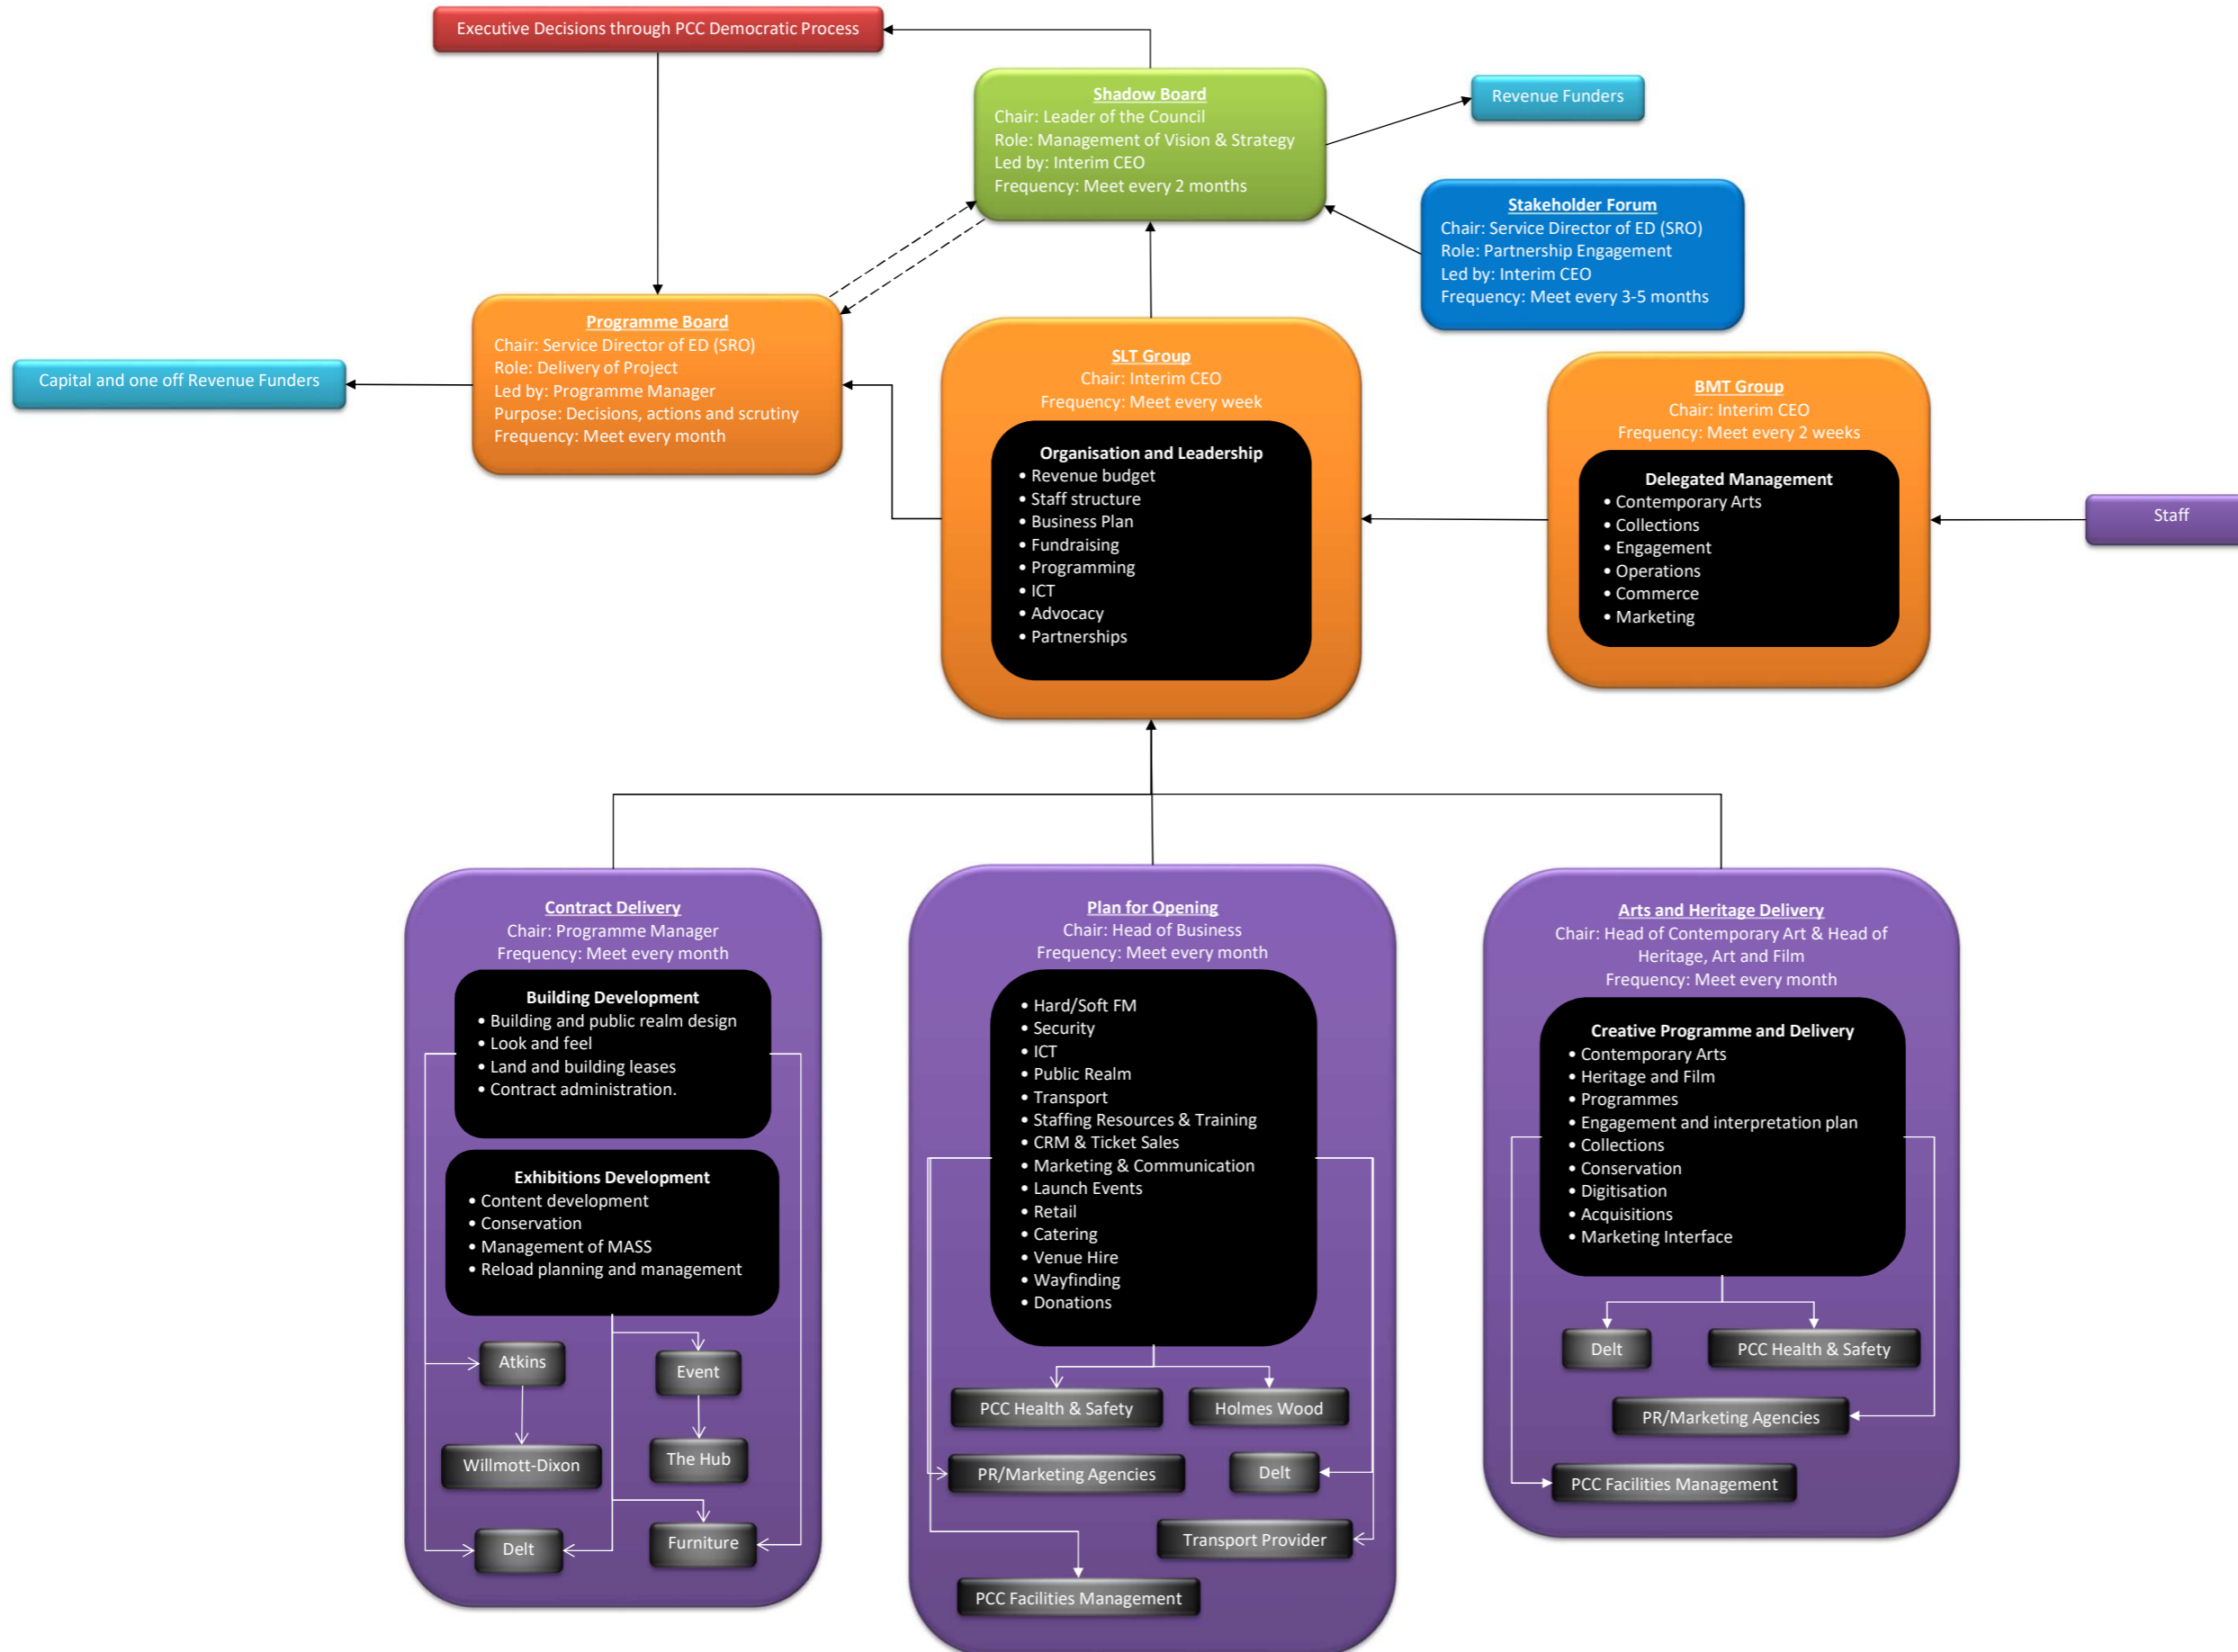 Executive Decisions through PCC Democratic Process
Shadow Board
Chair: Leader of the Council
Role: Management of Vision & Strategy
Led by: Interim CEO
Frequency: Meet every 2 months
Revenue Funders
Stakeholder Forum
Chair: Service Director of ED (SRO)
Role: Partnership Engagement
Led by: Interim CEO
Frequency: Meet every 3-5 months
Programme Board
Chair: Service Director of ED (SRO)
Role: Delivery of Project
Led by: Programme Manager
Purpose: Decisions, actions and scrutiny
Frequency: Meet every month
Capital and one off Revenue Funders
SLT Group
Chair: Interim CEO
Frequency: Meet every week
Organisation and Leadership
• Revenue budget
• Staff structure
• Business Plan
• Fundraising
• Programming
• ICT
• Advocacy
• Partnerships
BMT Group
Chair: Interim CEO
Frequency: Meet every 2 weeks
Delegated Management
• Contemporary Arts
• Collections
• Engagement
• Operations
• Commerce
• Marketing
Staff
Contract Delivery
Chair: Programme Manager
Frequency: Meet every month
Building Development
• Building and public realm design
• Look and feel
• Land and building leases
• Contract administration.
Exhibitions Development
• Content development
• Conservation
• Management of MASS
• Reload planning and management
Atkins
Event
Willmott-Dixon
The Hub
Delt
Furniture
Plan for Opening
Chair: Head of Business
Frequency: Meet every month
• Hard/Soft FM
• Security
• ICT
• Public Realm
• Transport
• Staffing Resources & Training
• CRM & Ticket Sales
• Marketing & Communication
• Launch Events
• Retail
• Catering
• Venue Hire
• Wayfinding
• Donations
PCC Health & Safety
Holmes Wood
PR/Marketing Agencies
Delt
Transport Provider
PCC Facilities Management
Arts and Heritage Delivery
Chair: Head of Contemporary Art & Head of
Heritage, Art and Film
Frequency: Meet every month
Creative Programme and Delivery
• Contemporary Arts
• Heritage and Film
• Programmes
• Engagement and interpretation plan
• Collections
• Conservation
• Digitisation
• Acquisitions
• Marketing Interface
Delt
PCC Health & Safety
PR/Marketing Agencies
PCC Facilities Management